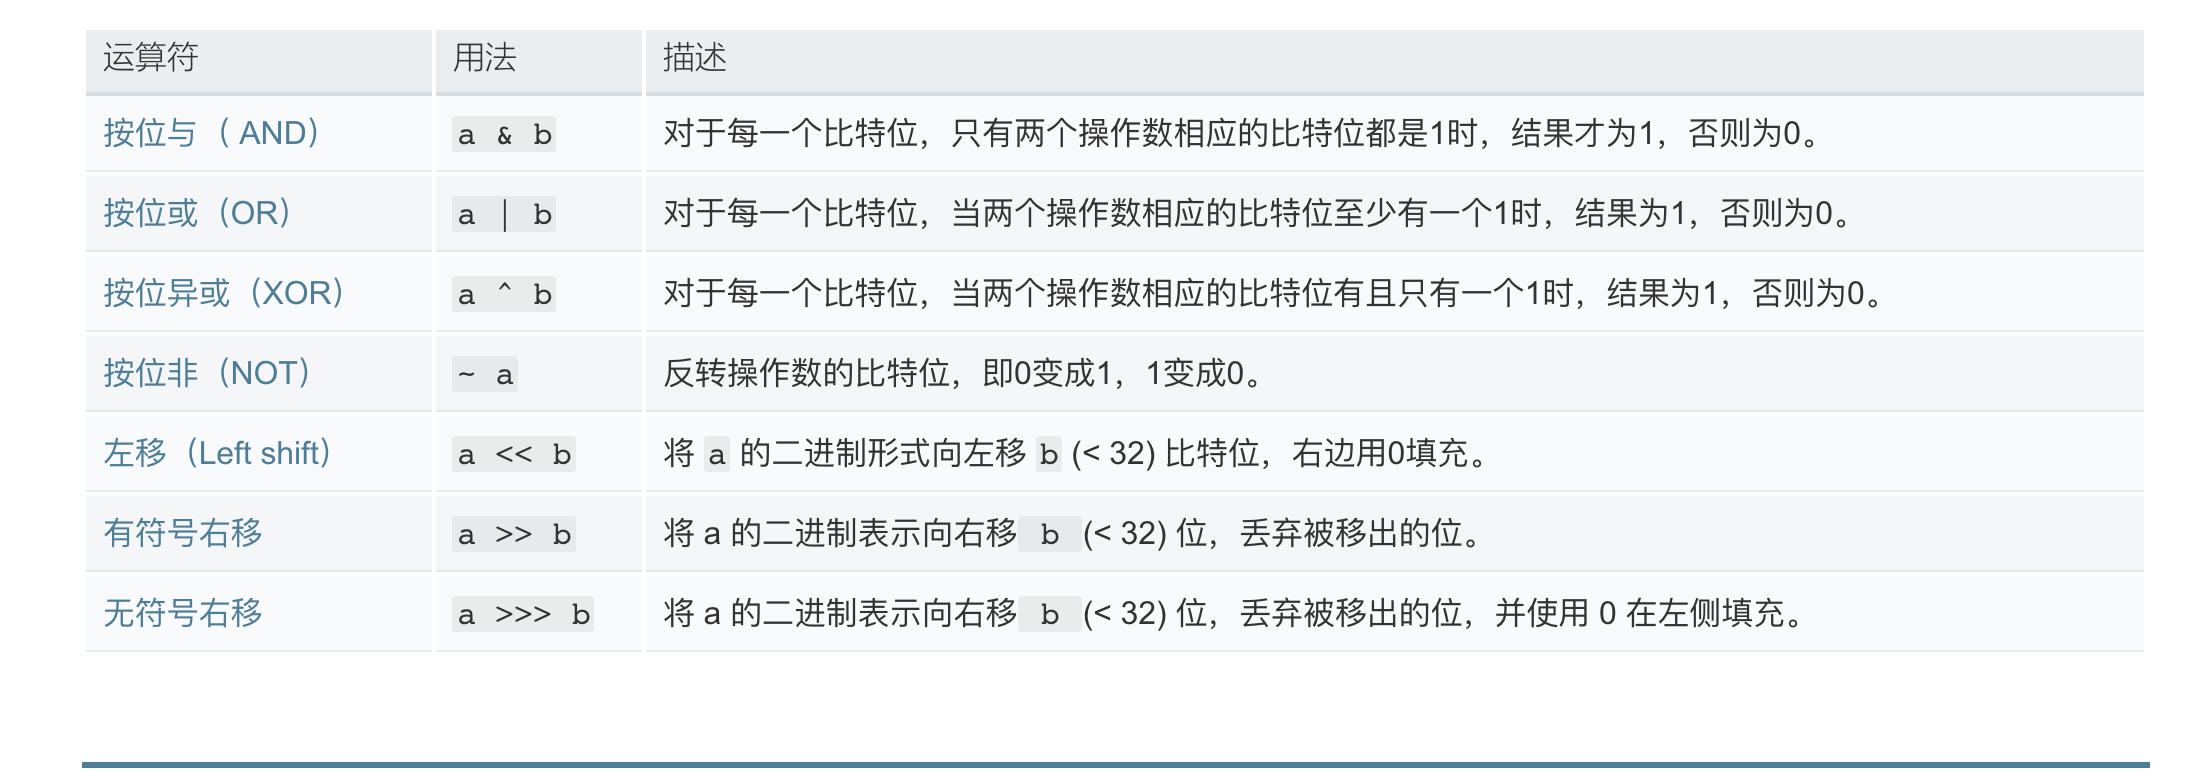 运算符 用法 描述
按位与（ AND） a & b 对于每一个比特位，只有两个操作数相应的比特位都是1时，结果才为1，否则为0。
按位或（OR） a | b 对于每一个比特位，当两个操作数相应的比特位至少有一个1时，结果为1，否则为0。
按位异或（XOR） a ^ b 对于每一个比特位，当两个操作数相应的比特位有且只有一个1时，结果为1，否则为0。
按位非（NOT） ~ a 反转操作数的比特位，即0变成1，1变成0。
左移（Left shift） a << b 将 a 的二进制形式向左移 b (< 32) 比特位，右边用0填充。
有符号右移 a >> b 将 a 的二进制表示向右移 b (< 32) 位，丢弃被移出的位。
无符号右移 a >>> b 将 a 的二进制表示向右移 b (< 32) 位，丢弃被移出的位，并使用 0 在左侧填充。